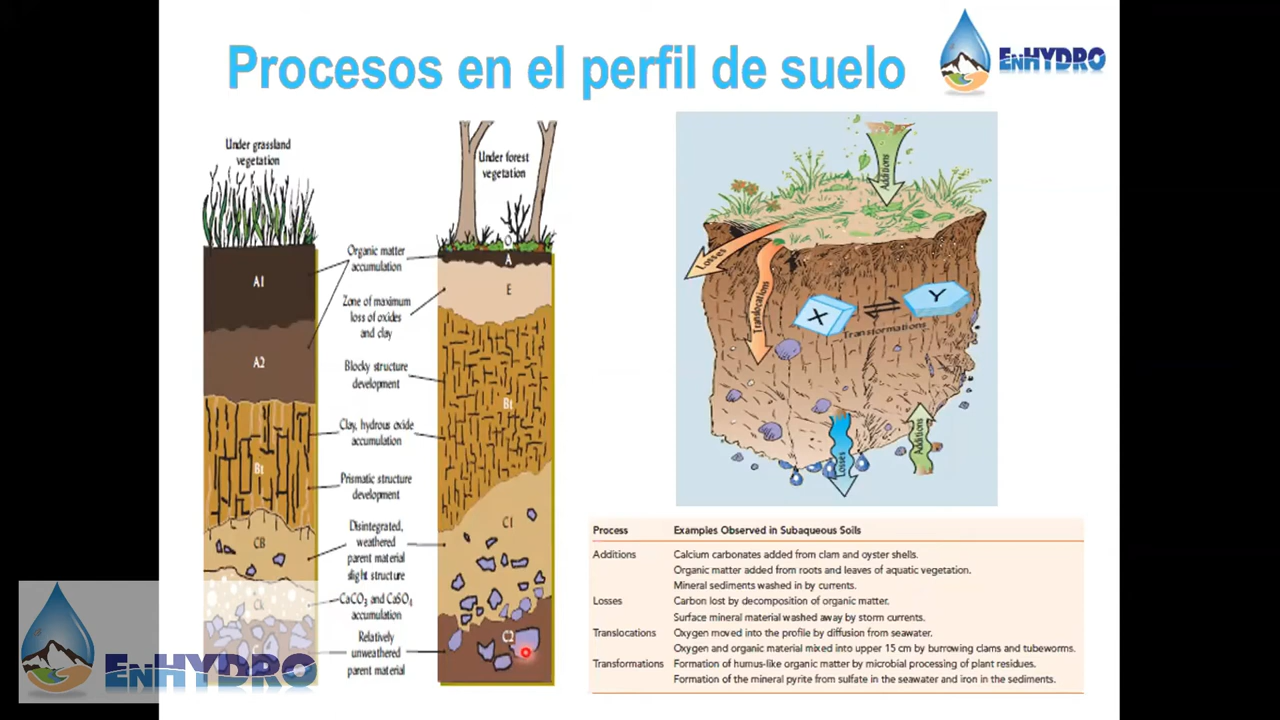 Procesos en el perfil de suelo
EnHYDRO
Under grassland
vegetation
A1
A2
Bt
CB
Ck
Organic matter
accumulation
Zone of maximum
loss of oxides
and clay
Blocky structure
development
Clay, hydrous oxide
accumulation
Prismatic structure
development
Disintegrated,
weathered
parent material
slight structure
CaCO3 and CaSO4
accumulation
Relatively
unweathered
parent material
Under forest
vegetation
O
A
E
Bt
C1
C2
Additions
Losses
Translocations
X
Y
Transformations
Losses
Additions
Process Examples Observed in Subaqueous Soils
Additions Calcium carbonates added from clam and oyster shells.
Organic matter added from roots and leaves of aquatic vegetation.
Mineral sediments washed in by currents.
Losses Carbon lost by decomposition of organic matter.
Surface mineral material washed away by storm currents.
Translocations Oxygen moved into the profile by diffusion from seawater.
Oxygen and organic material mixed into upper 15 cm by burrowing clams and tubeworms.
Transformations Formation of humus-like organic matter by microbial processing of plant residues.
Formation of the mineral pyrite from sulfate in the seawater and iron in the sediments.
EnHYDRO